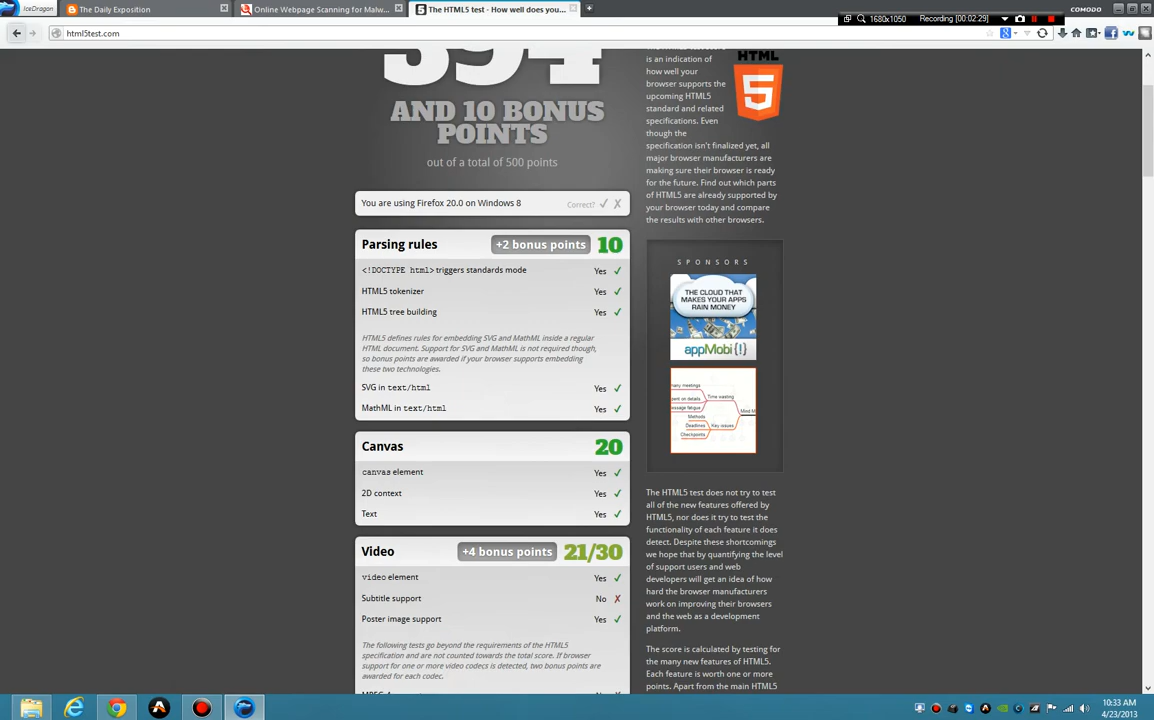 IceDragon
The Daily Exposition
Online Webpage Scanning for Malw...
The HTML5 test - How well does you...
1680x1050
Recording [00:02:29]
COMODO
html5test.com
394
AND 10 BONUS
POINTS
out of a total of 500 points
You are using Firefox 20.0 on Windows 8
Correct?
Parsing rules
+2 bonus points
10
<!DOCTYPE html> triggers standards mode
Yes
HTML5 tokenizer
Yes
HTML5 tree building
Yes
HTML5 defines rules for embedding SVG and MathML inside a regular
HTML document. Support for SVG and MathML is not required though,
so bonus points are awarded if your browser supports embedding
these two technologies.
SVG in text/html
Yes
MathML in text/html
Yes
Canvas
20
canvas element
Yes
2D context
Yes
Text
Yes
Video
+4 bonus points
21/30
video element
Yes
Subtitle support
No
Poster image support
Yes
The following tests go beyond the requirements of the HTML5
specification and are not counted towards the total score. If browser
support for one or more video codecs is detected, two bonus points are
awarded for each codec.
HTML
5
is an indication of
how well your
browser supports the
upcoming HTML5
standard and related
specifications. Even
though the
specification isn't finalized yet, all
major browser manufacturers are
making sure their browser is ready
for the future. Find out which parts
of HTML5 are already supported by
your browser today and compare
the results with other browsers.
SPONSORS
THE CLOUD THAT
MAKES YOUR APPS
RAIN MONEY
appMobi{!}
many meetings
Time wasting
spent on details
message fatigue
Mind M
Methods
Deadlines
Key issues
Checkpoints
The HTML5 test does not try to test
all of the new features offered by
HTML5, nor does it try to test the
functionality of each feature it does
detect. Despite these shortcomings
we hope that by quantifying the level
of support users and web
developers will get an idea of how
hard the browser manufacturers
work on improving their browsers
and the web as a development
platform.
The score is calculated by testing for
the many new features of HTML5.
Each feature is worth one or more
points. Apart from the main HTML5
10:33 AM
4/23/2013